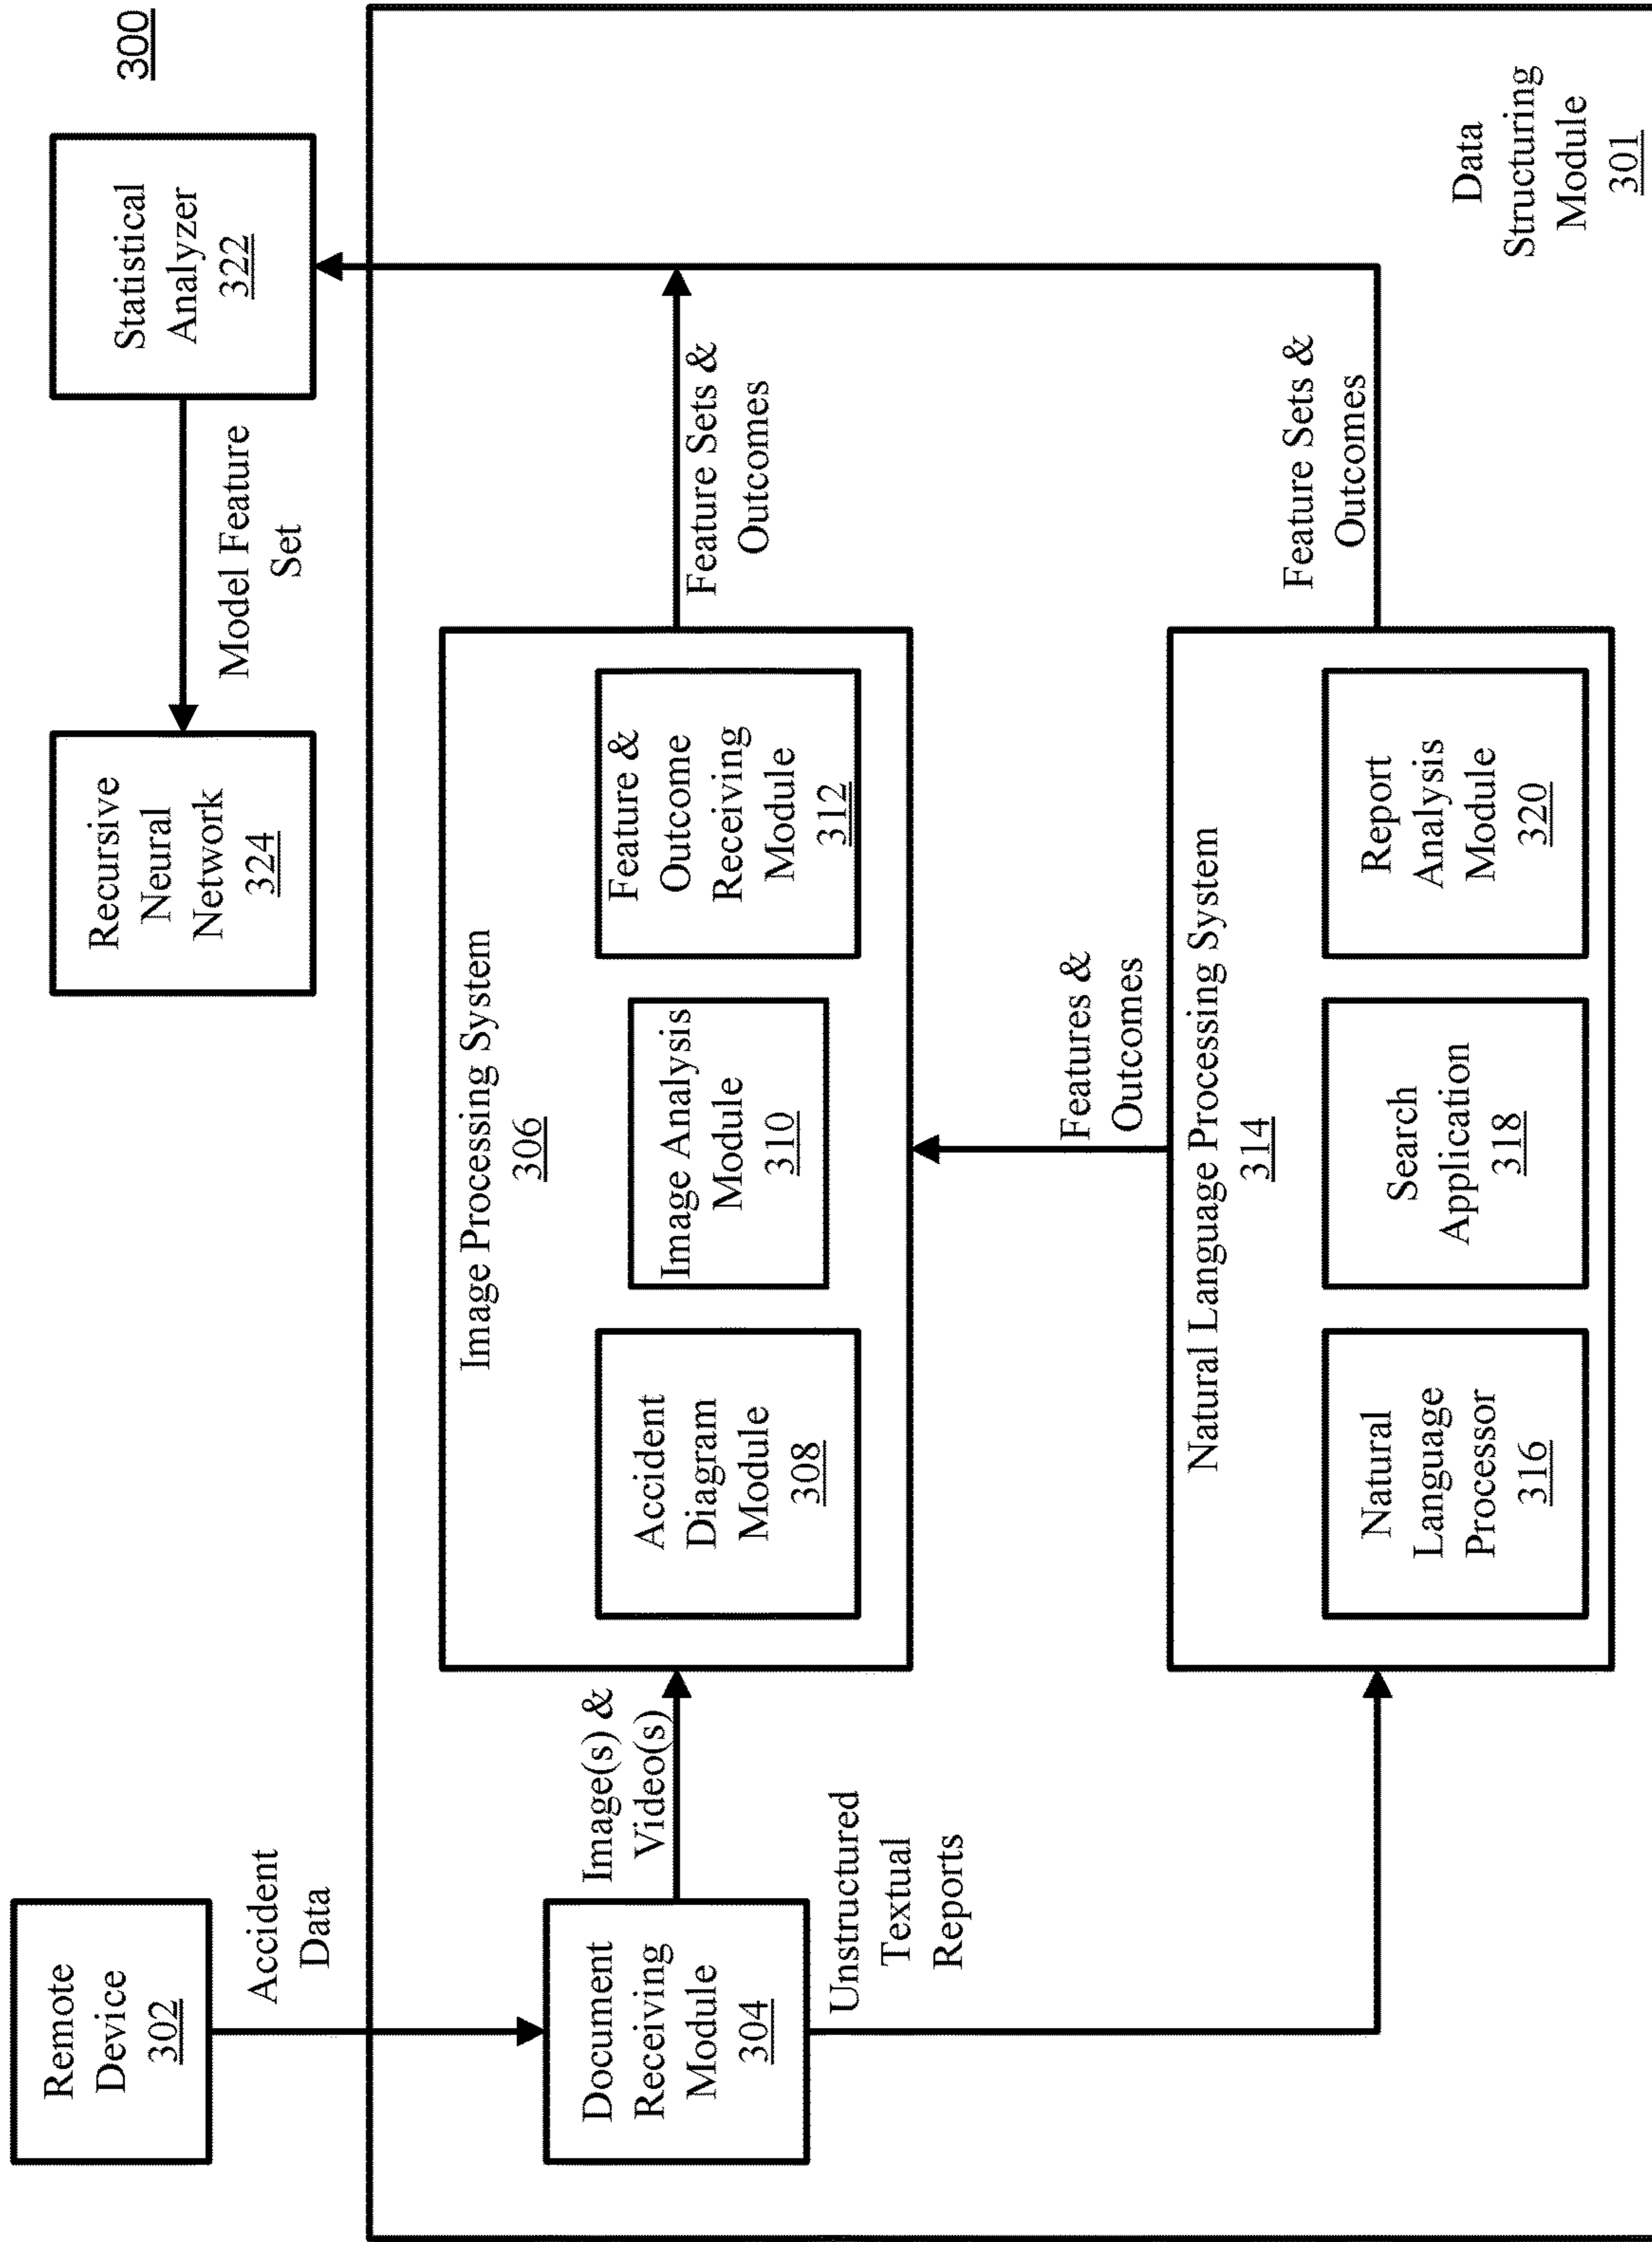 300
Remote
Device
302
Accident
Data
Recursive
Neural
Network
324
Model Feature
Set
Statistical
Analyzer
322
Document
Receiving
Module
304
Image(s) &
Video(s)
Unstructured
Textual
Reports
Image Processing System
306
Accident
Diagram
Module
308
Image Analysis
Module
310
Feature &
Outcome
Receiving
Module
312
Feature Sets &
Outcomes
Features &
Outcomes
Natural Language Processing System
314
Natural
Language
Processor
316
Search
Application
318
Report
Analysis
Module
320
Feature Sets &
Outcomes
Data
Structuring
Module
301